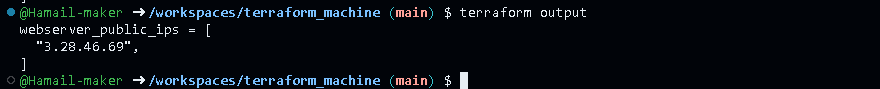 @Hamail-maker ➜/workspaces/terraform_machine (main) $ terraform output
webserver_public_ips = [
  "3.28.46.69",
]
@Hamail-maker ➜/workspaces/terraform_machine (main) $